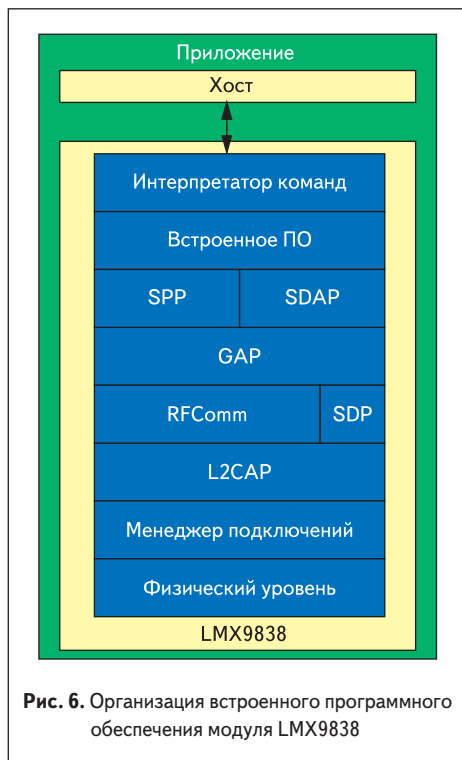 Приложение
Хост
Интерпретатор команд
Встроенное ПО
SPP
SDAP
GAP
RFComm
SDP
L2CAP
Менеджер подключений
Физический уровень
LMX9838
Рис. 6. Организация встроенного программного
обеспечения модуля LMX9838